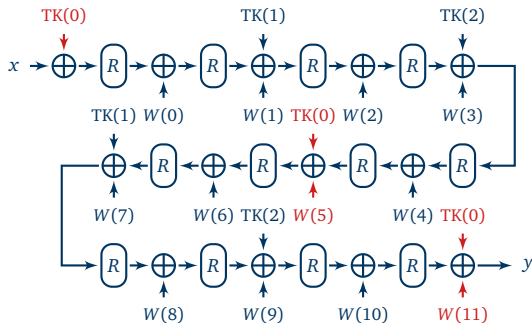 TK(0) TK(1) TK(2)
x R R R R
TK(1) W(0) W(1) TK(0) W(2) W(3)
R R R R
W(7) W(6) TK(2) W(5) W(4) TK(0)
R R R R y
W(8) W(9) W(10) W(11)